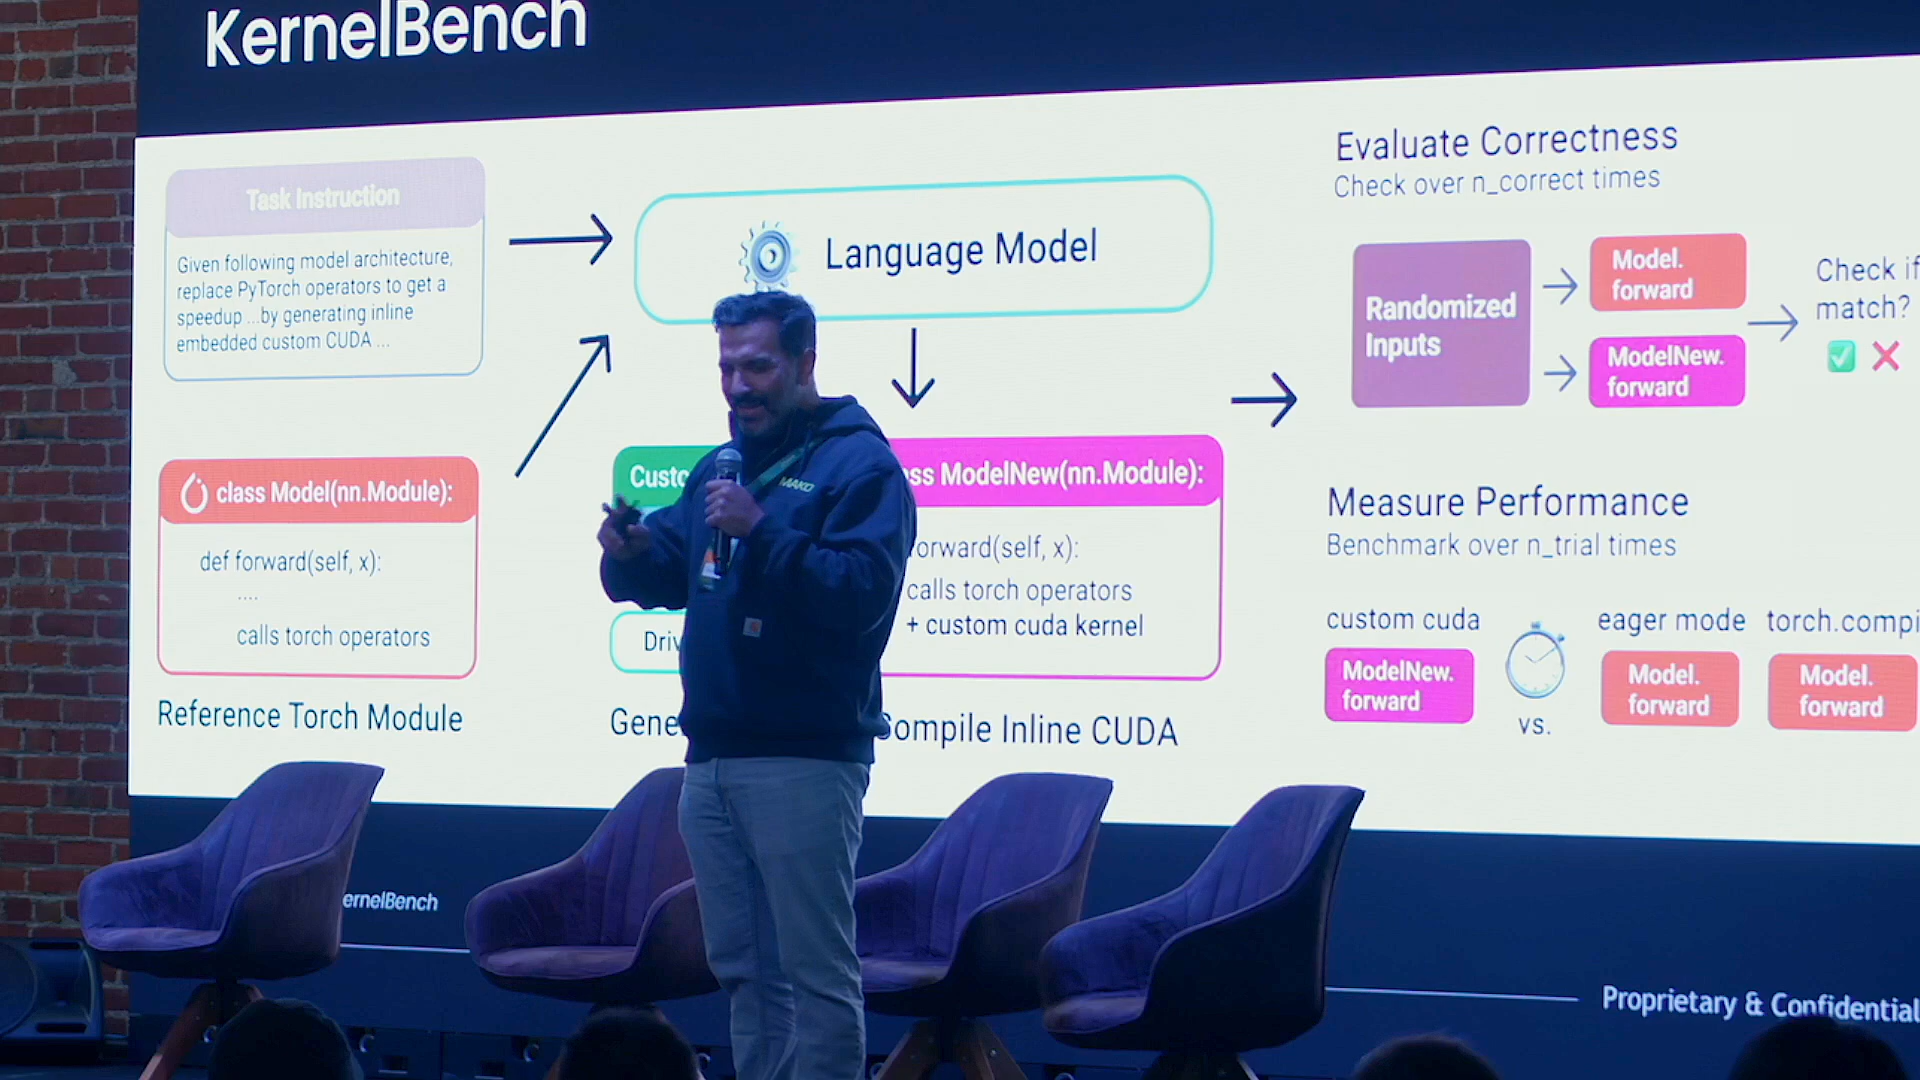 KernelBench
Task Instruction
Given following model architecture,
replace PyTorch operators to get a
speedup ...by generating inline
embedded custom CUDA ...
class Model(nn.Module):
def forward(self, x):
....
calls torch operators
Reference Torch Module
Language Model
ModelNew(nn.Module):
(self, x):
calls torch operators
+ custom cuda kernel
Compile Inline CUDA
MAKO
Evaluate Correctness
Check over n_correct times
Randomized
Inputs
Model.
forward
ModelNew.
forward
Check if
match?
Measure Performance
Benchmark over n_trial times
custom cuda
ModelNew.
forward
vs.
eager mode
Model.
forward
torch.compi
Model.
forward
ernelBench
Proprietary & Confidential